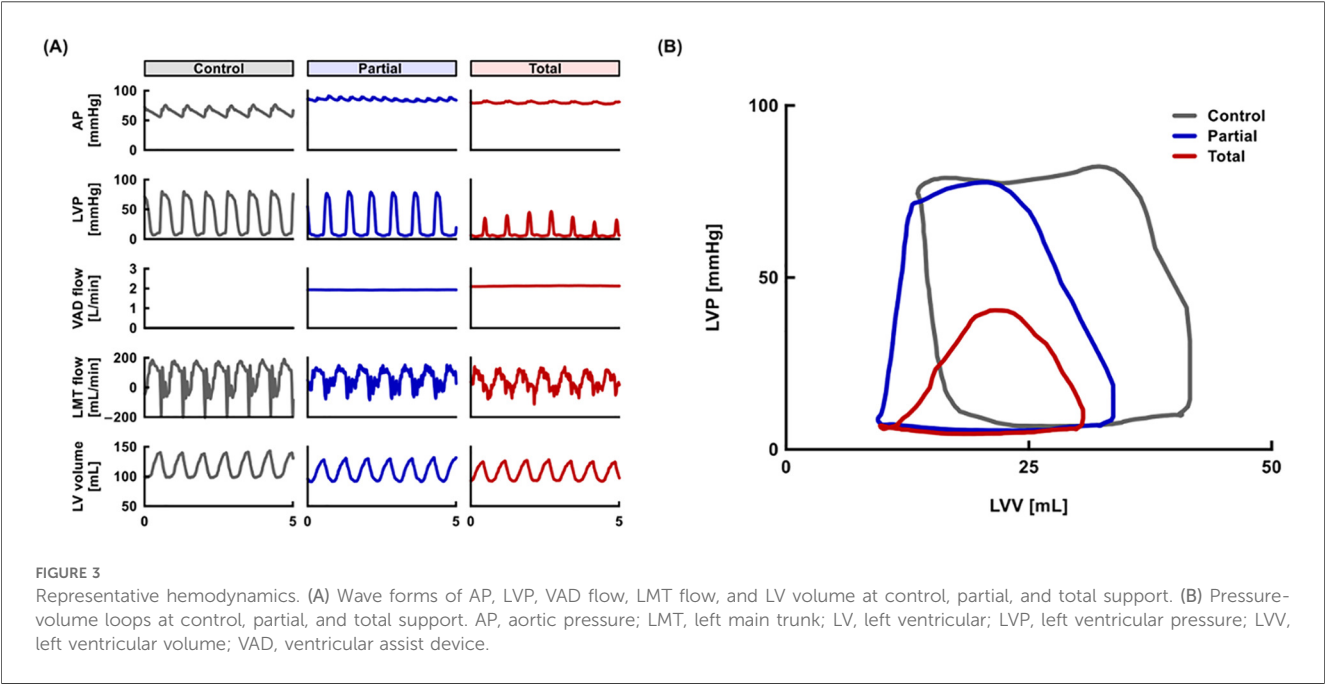 (A)
Control Partial Total
AP
[mmHg]
100
50
0
LVP
[mmHg]
100
50
0
VAD flow
[L/min]
3
2
1
0
LMT flow
[mL/min]
200
0
−200
LV volume
[mL]
150
100
50
0 5 0 5 0 5
(B)
LVP [mmHg]
100
50
0
Control
Partial
Total
0 25 50
LVV [mL]
FIGURE 3
Representative hemodynamics. (A) Wave forms of AP, LVP, VAD flow, LMT flow, and LV volume at control, partial, and total support. (B) Pressure-
volume loops at control, partial, and total support. AP, aortic pressure; LMT, left main trunk; LV, left ventricular; LVP, left ventricular pressure; LVV,
left ventricular volume; VAD, ventricular assist device.